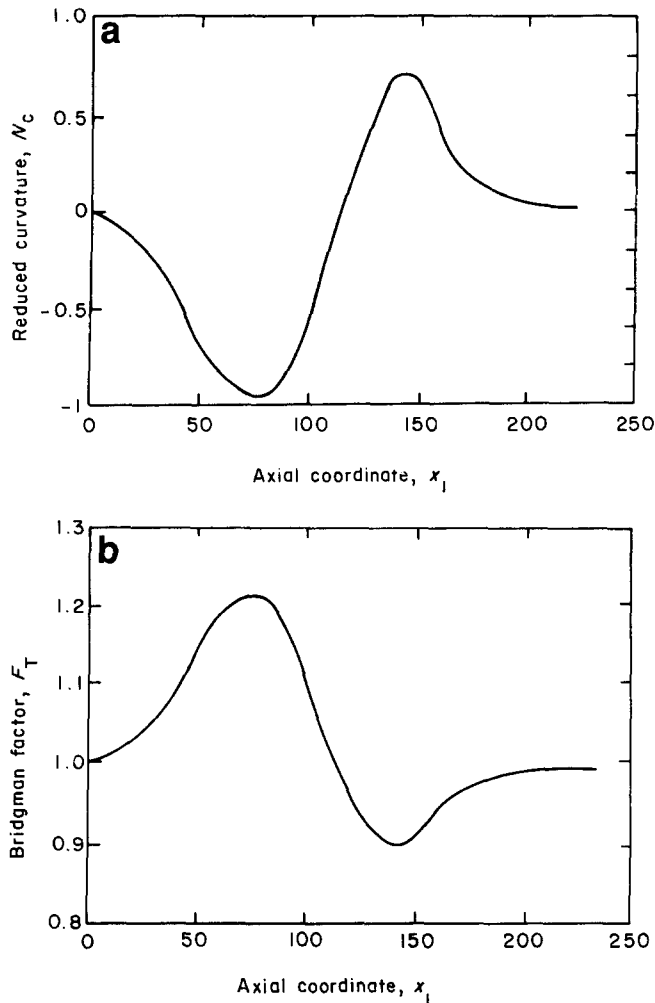 a
1.0
0.5
0
-0.5
-1
Reduced curvature, N_C
0 50 100 150 200 250
Axial coordinate, x_i
b
1.3
1.2
1.1
1.0
0.9
0.8
Bridgman factor, F_T
0 50 100 150 200 250
Axial coordinate, x_i